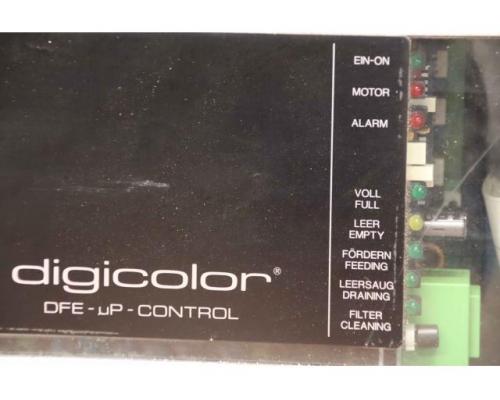 EIN-ON
MOTOR
ALARM
VOLL
FULL
LEER
EMPTY
FÖRDERN
FEEDING
LEERSAUG
DRAINING
FILTER
CLEANING
digicolor®
DFE-µP-CONTROL